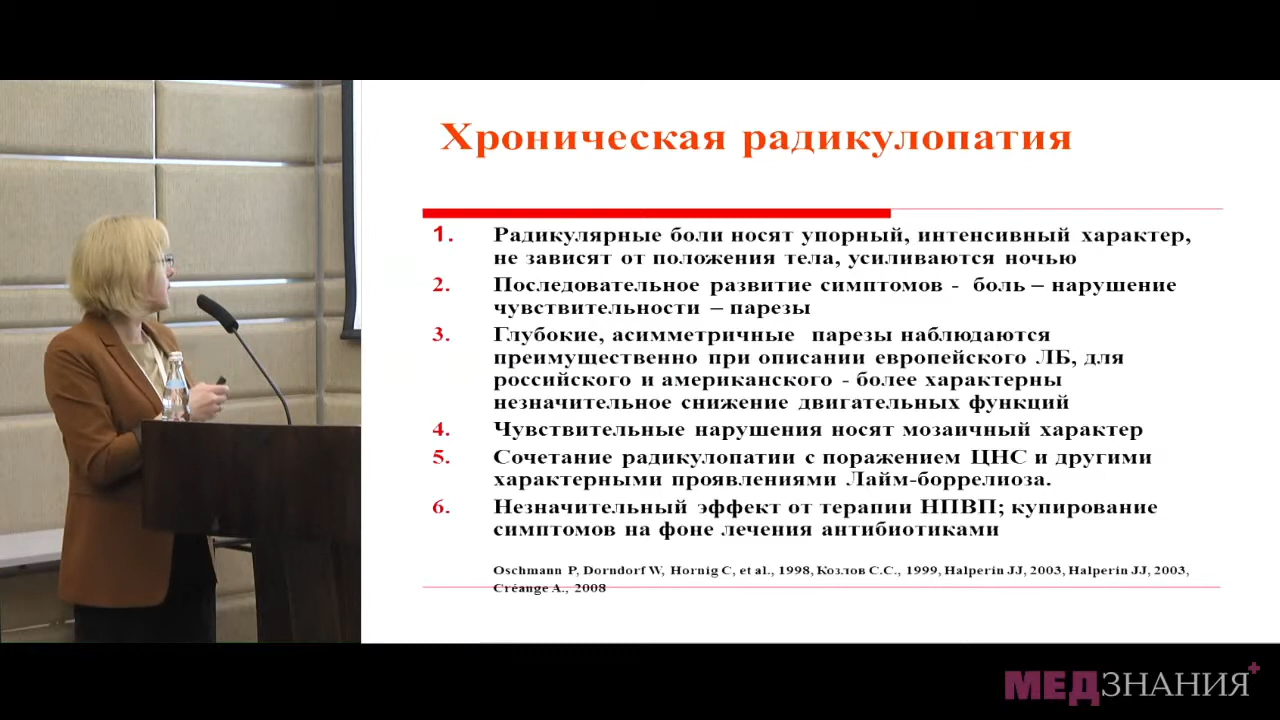 Хроническая радикулопатия
1. Радикулярные боли носят упорный, интенсивный характер,
не зависят от положения тела, усиливаются ночью
2. Последовательное развитие симптомов - боль – нарушение
чувствительности – парезы
3. Глубокие, асимметричные парезы наблюдаются
преимущественно при описании европейского ЛБ, для
российского и американского - более характерны
незначительное снижение двигательных функций
4. Чувствительные нарушения носят мозаичный характер
5. Сочетание радикулопатии с поражением ЦНС и другими
характерными проявлениями Лайм-боррелиоза.
6. Незначительный эффект от терапии НПВП; купирование
симптомов на фоне лечения антибиотиками
Oschmann P, Dorndorf W, Hornig C, et al., 1998, Козлов С.С., 1999, Halperin JJ, 2003, Halperin JJ, 2003,
Créange A., 2008
МЕДЗНАНИЯ+